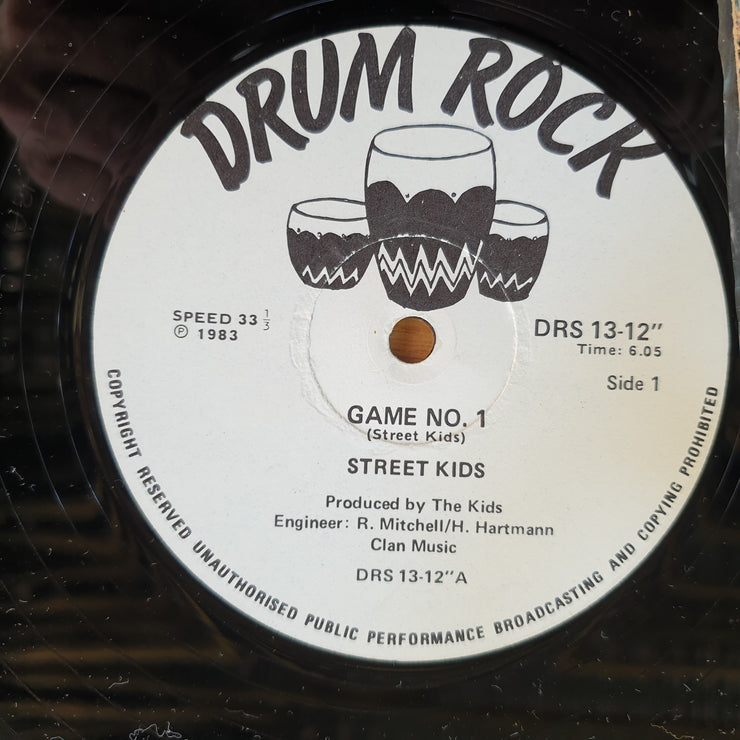 DRUM ROCK
SPEED 33 1/3
℗ 1983
DRS 13-12"
Time: 6.05
Side 1
GAME NO. 1
(Street Kids)
STREET KIDS
Produced by The Kids
Engineer: R. Mitchell/H. Hartmann
Clan Music
DRS 13-12"A
COPYRIGHT RESERVED UNAUTHORISED PUBLIC PERFORMANCE BROADCASTING AND COPYING PROHIBITED